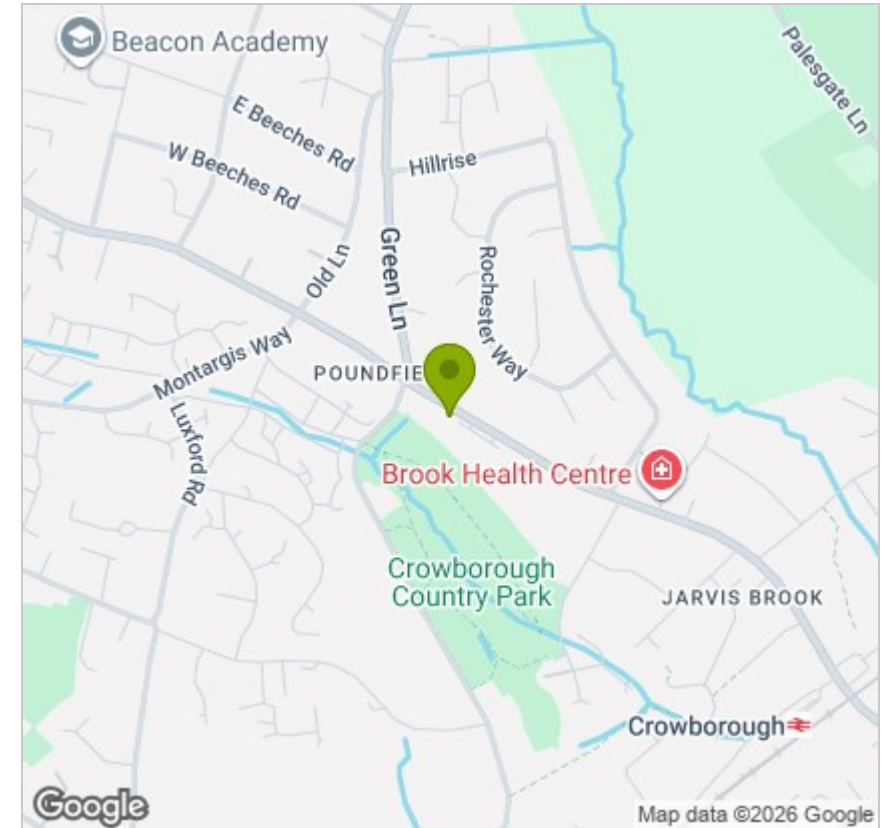 Beacon Academy
Palesgate Ln
E Beeches Rd
W Beeches Rd
Hillrise
Green Ln
Old Ln
Rochester Way
Montargis Way
POUNDFIE
Luxford Rd
Brook Health Centre
Crowborough
Country Park
JARVIS BROOK
Crowborough
Google
Map data ©2026 Google